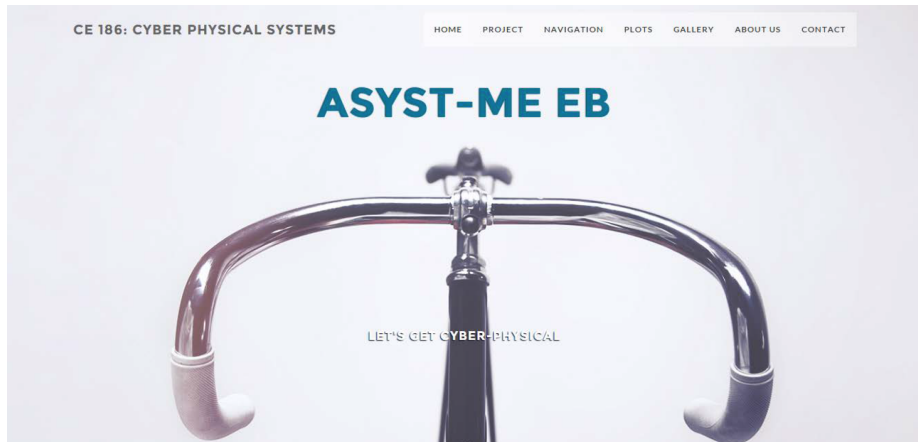 CE 186: CYBER PHYSICAL SYSTEMS
HOME PROJECT NAVIGATION PLOTS GALLERY ABOUT US CONTACT
ASYST-ME EB
LET'S GET CYBER-PHYSICAL